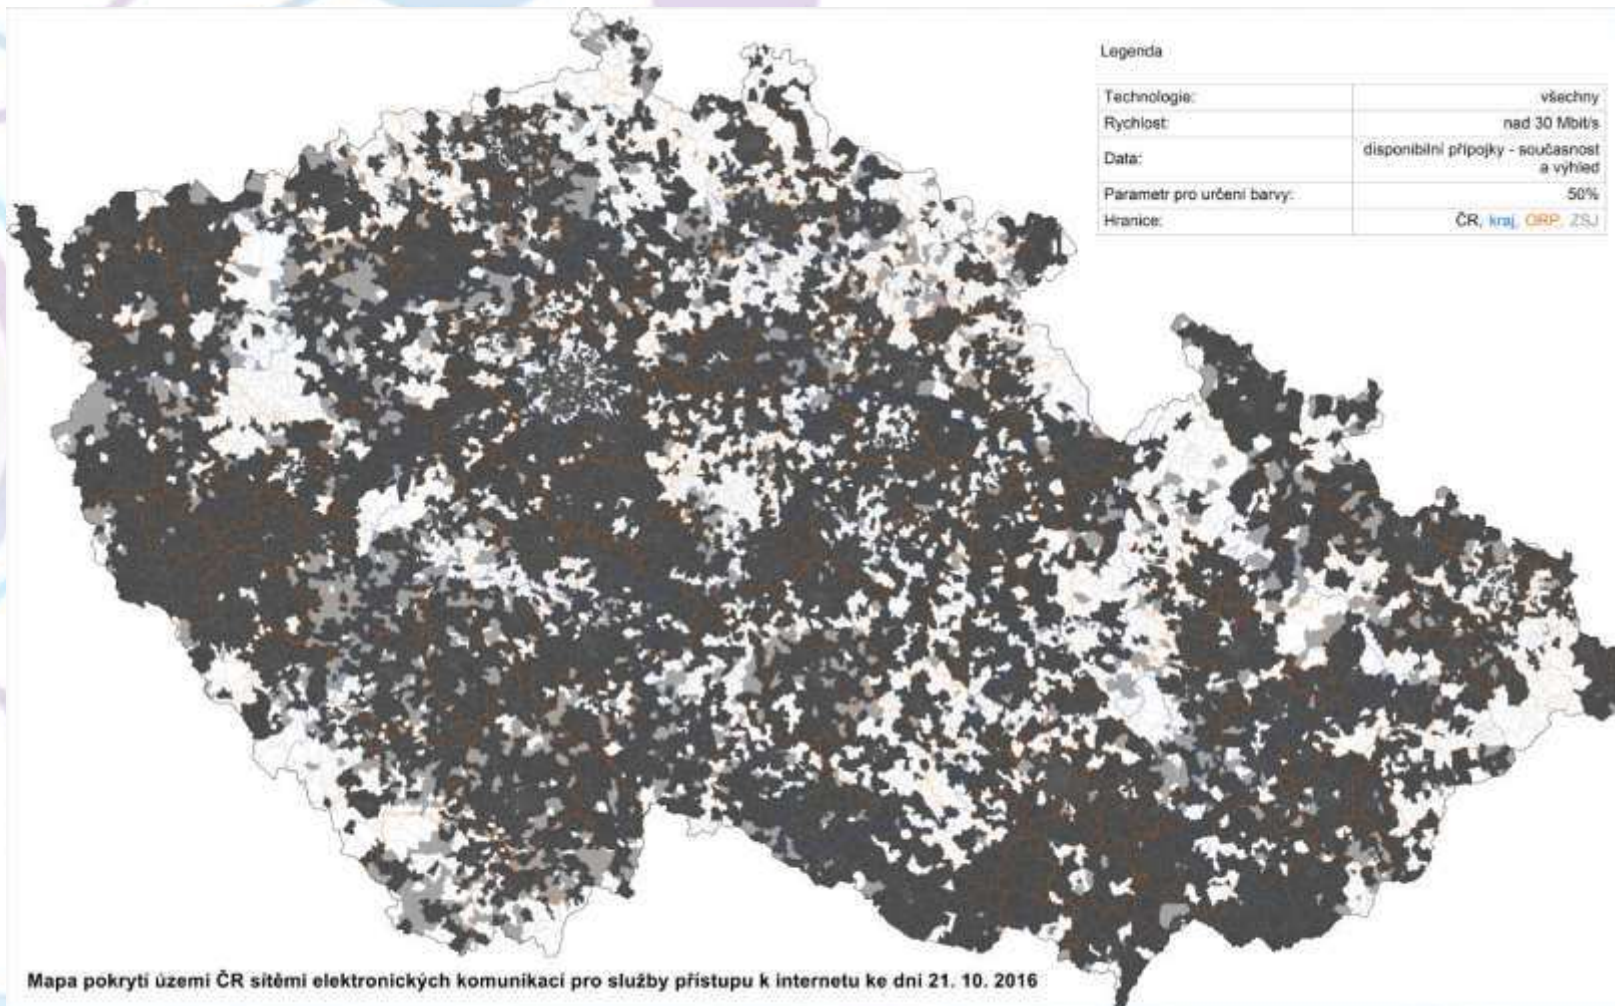 Legenda
Technologie: všechny
Rychlost: nad 30 Mbit/s
Data: disponibilní přípojky - současnost
a výhled
Parametr pro určení barvy: 50%
Hranice: ČR, kraj, ORP, ZSJ
Mapa pokrytí území ČR sítěmi elektronických komunikací pro služby přístupu k internetu ke dni 21. 10. 2016